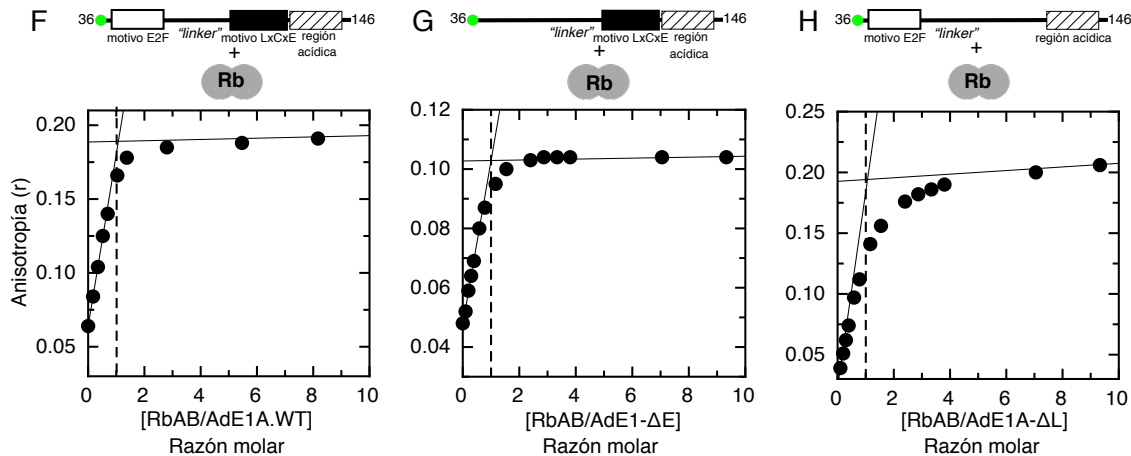 F
36
146
motivo E2F
"linker"
motivo LxCxE
región
acídica
+
Rb
Anisotropía (r)
0.20
0.15
0.10
0.05
0 2 4 6 8 10
[RbAB/AdE1A.WT]
Razón molar
G
36
146
"linker"
motivo LxCxE
región
acídica
+
Rb
0.12
0.10
0.08
0.06
0.04
0 2 4 6 8 10
[RbAB/AdE1-ΔE]
Razón molar
H
36
146
motivo E2F
"linker"
región acídica
+
Rb
0.25
0.20
0.15
0.10
0.05
0 2 4 6 8 10
[RbAB/AdE1A-ΔL]
Razón molar